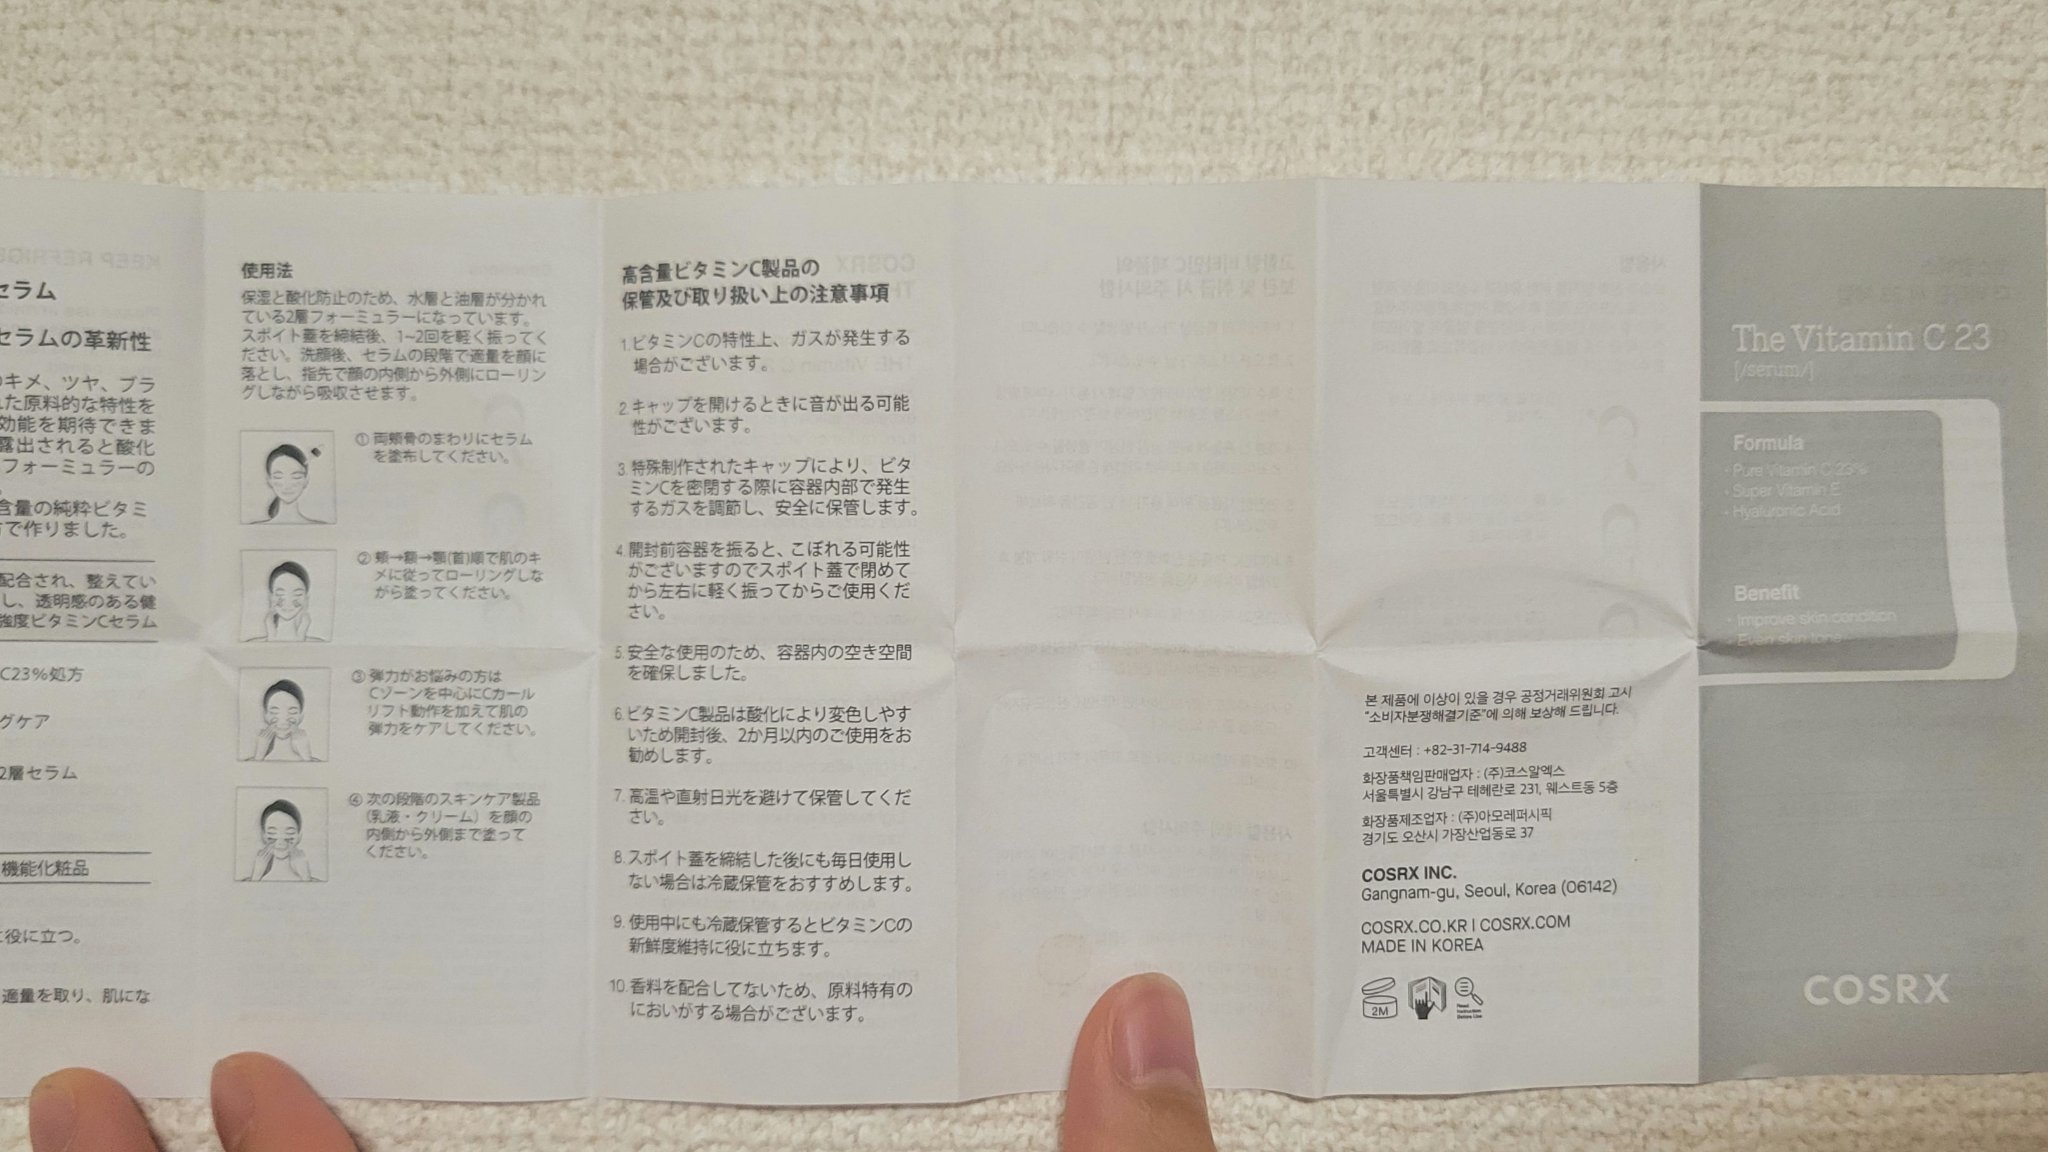 セラム
セラムの革新性
キメ、ツヤ、ブラ
た原料的な特性を
効能を期待できま
露出されると酸化
フォーミュラーの
含量の純粋ビタミ
で作りました。
配合され、整えてい
し、透明感のある健
強度ビタミンCセラム
C23%処方
グケア
2層セラム
機能化粧品
に役に立つ。
適量を取り、肌にな
使用法
保湿と酸化防止のため、水層と油層が分かれ
ている2層フォーミュラーになっています。
スポイト蓋を締結後、1~2回を軽く振ってく
ださい。洗顔後、セラムの段階で適量を顔に
落とし、指先で顔の内側から外側にローリン
グしながら吸収させます。
① 両頬骨のまわりにセラム
を塗布してください。
② 頬→額→顎(首)順で肌のキ
メに従ってローリングしな
がら塗ってください。
③ 弾力がお悩みの方は
Cゾーンを中心にCカール
リフト動作を加えて肌の
弾力をケアしてください。
④ 次の段階のスキンケア製品
(乳液・クリーム) を顔の
内側から外側まで塗って
ください。
高含量ビタミンC製品の
保管及び取り扱い上の注意事項
1. ビタミンCの特性上、ガスが発生する
場合がございます。
2. キャップを開けるときに音が出る可能
性がございます。
3. 特殊制作されたキャップにより、ビタ
ミンCを密閉する際に容器内部で発生
するガスを調節し、安全に保管します。
4. 開封前容器を振ると、こぼれる可能性
がございますのでスポイト蓋で閉めて
から左右に軽く振ってからご使用くだ
さい。
5. 安全な使用のため、容器内の空き空間
を確保しました。
6. ビタミンC製品は酸化により変色しやす
いため開封後、2か月以内のご使用をお
勧めします。
7. 高温や直射日光を避けて保管してくだ
さい。
8. スポイト蓋を締結した後にも毎日使用し
ない場合は冷蔵保管をおすすめします。
9. 使用中にも冷蔵保管するとビタミンCの
新鮮度維持に役に立ちます。
10. 香料を配合してないため、原料特有の
においがする場合がございます。
본 제품에 이상이 있을 경우 공정거래위원회 고시
"소비자분쟁해결기준"에 의해 보상해 드립니다.
고객센터 : +82-31-714-9488
화장품책임판매업자 : (주)코스알엑스
서울특별시 강남구 테헤란로 231, 웨스트동 5층
화장품제조업자 : (주)아모레퍼시픽
경기도 오산시 가장산업동로 37
COSRX INC.
Gangnam-gu, Seoul, Korea (06142)
COSRX.CO.KR | COSRX.COM
MADE IN KOREA
2M
Read
Instruction
Before Use
The Vitamin C 23
[/serum/]
Formula
· Pure Vitamin C 23%
· Super Vitamin E
· Hyaluronic Acid
Benefit
· Improve skin condition
· Even skin tone
COSRX